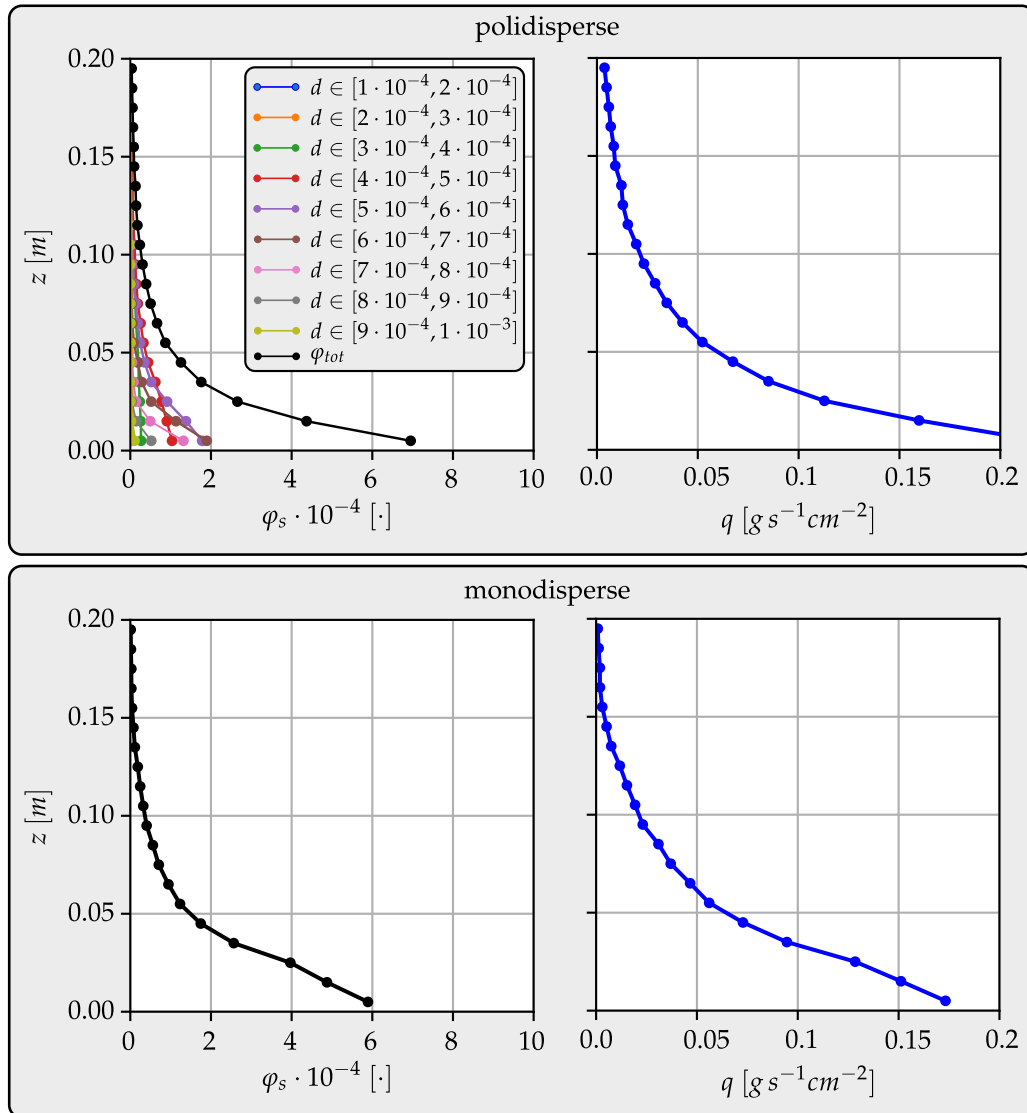 polidisperse
0.20
0.15
0.10
0.05
0.00
z [m]
d ∈ [1 · 10⁻⁴, 2 · 10⁻⁴]
d ∈ [2 · 10⁻⁴, 3 · 10⁻⁴]
d ∈ [3 · 10⁻⁴, 4 · 10⁻⁴]
d ∈ [4 · 10⁻⁴, 5 · 10⁻⁴]
d ∈ [5 · 10⁻⁴, 6 · 10⁻⁴]
d ∈ [6 · 10⁻⁴, 7 · 10⁻⁴]
d ∈ [7 · 10⁻⁴, 8 · 10⁻⁴]
d ∈ [8 · 10⁻⁴, 9 · 10⁻⁴]
d ∈ [9 · 10⁻⁴, 1 · 10⁻³]
φtot
0 2 4 6 8 10
φs · 10⁻⁴ [·]
0.0 0.05 0.1 0.15 0.2
q [g s⁻¹cm⁻²]
monodisperse
0.20
0.15
0.10
0.05
0.00
z [m]
0 2 4 6 8 10
φs · 10⁻⁴ [·]
0.0 0.05 0.10 0.15 0.2
q [g s⁻¹cm⁻²]